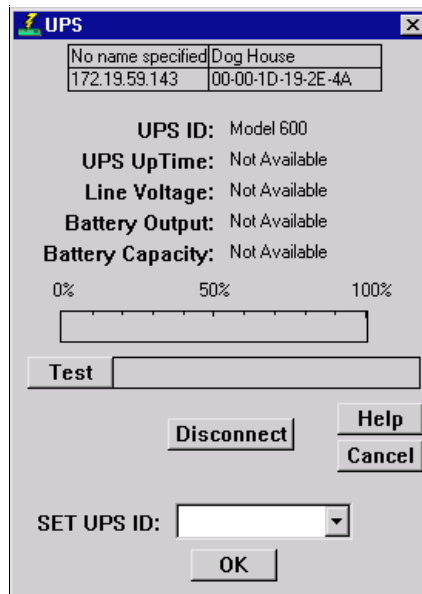 UPS
No name specified Dog House
172.19.59.143 00-00-1D-19-2E-4A
UPS ID: Model 600
UPS UpTime: Not Available
Line Voltage: Not Available
Battery Output: Not Available
Battery Capacity: Not Available
0% 50% 100%
Test
Disconnect
Help
Cancel
SET UPS ID:
OK